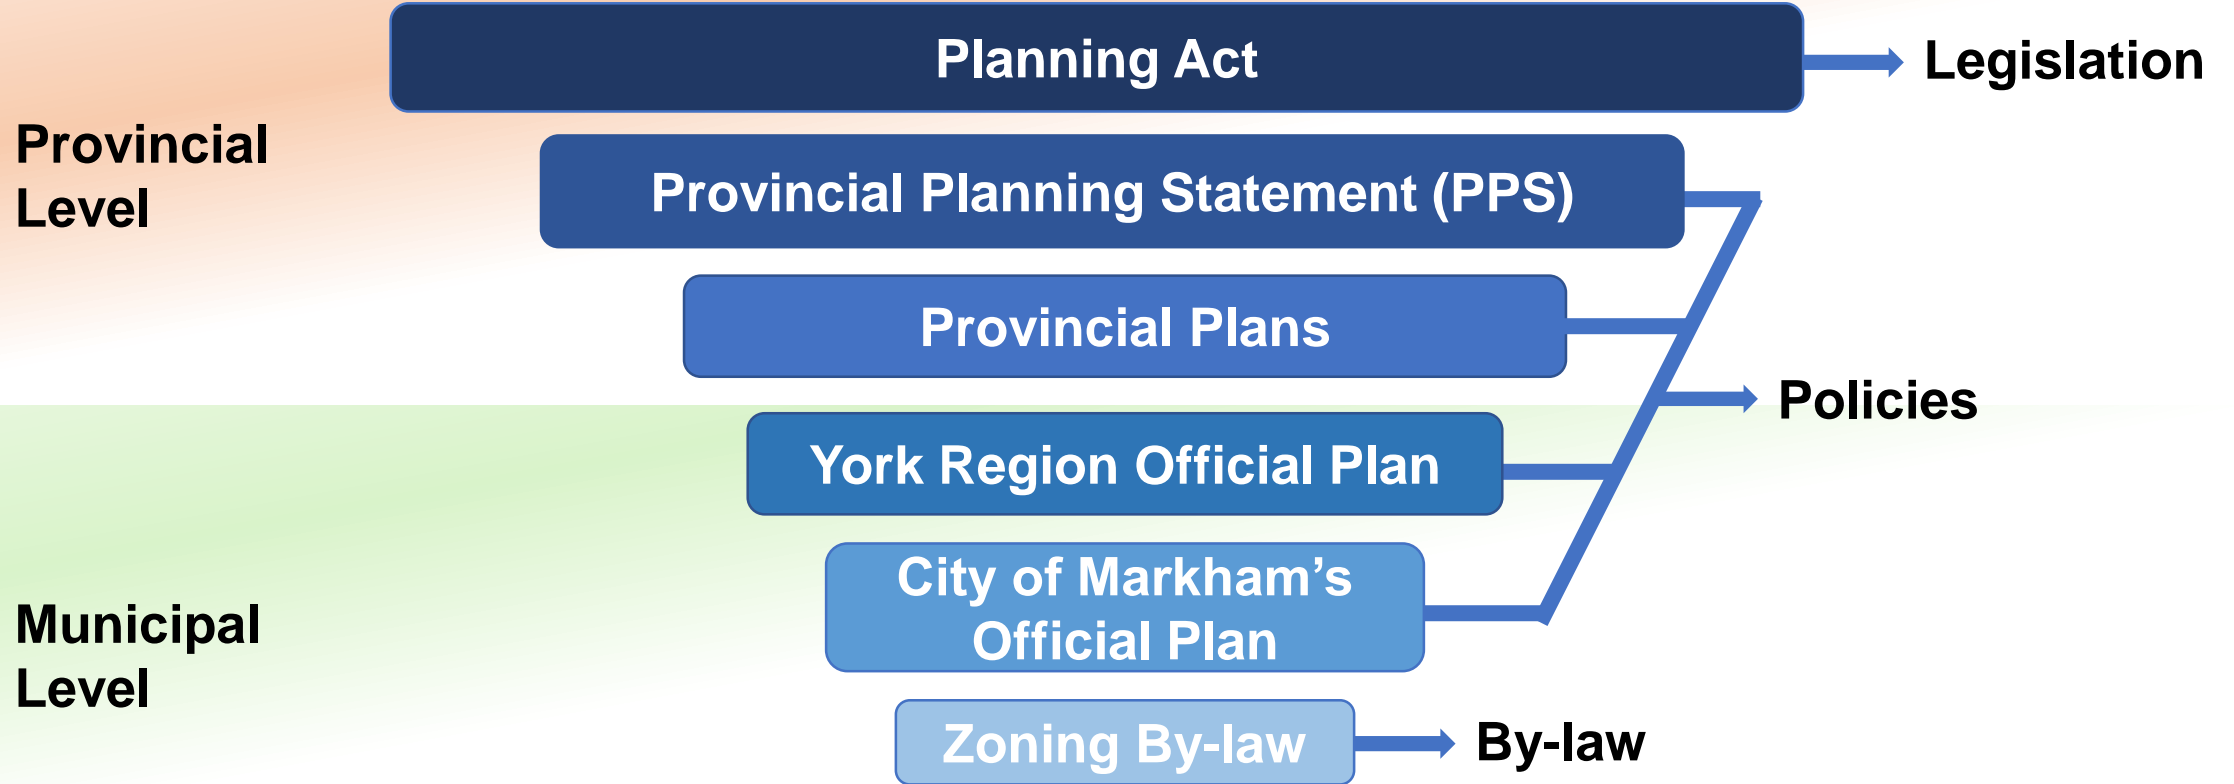 Planning Act
Legislation
Provincial
Level
Provincial Planning Statement (PPS)
Provincial Plans
Policies
York Region Official Plan
City of Markham’s
Official Plan
Municipal
Level
Zoning By-law
By-law